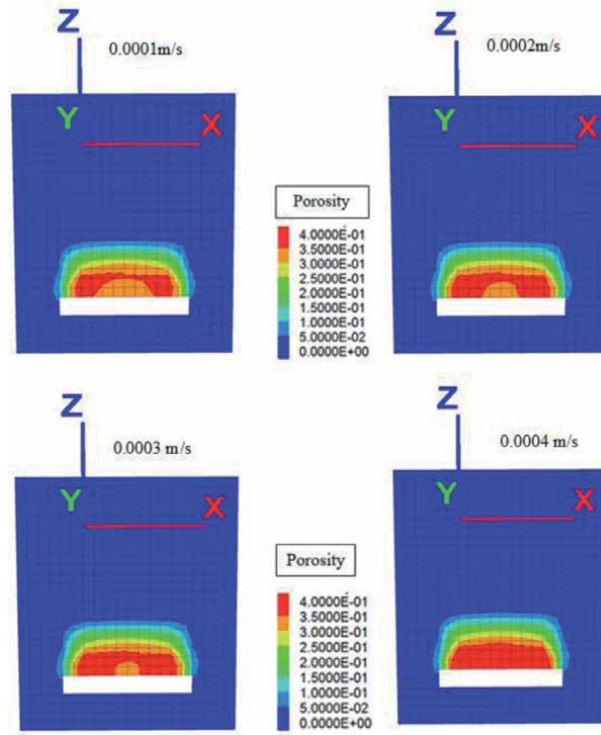 Z
0.0001m/s
Y
X
Z
0.0002m/s
Y
X
Porosity
4.0000E-01
3.5000E-01
3.0000E-01
2.5000E-01
2.0000E-01
1.5000E-01
1.0000E-01
5.0000E-02
0.0000E+00
Z
0.0003 m/s
Y
X
Z
0.0004 m/s
Y
X
Porosity
4.0000E-01
3.5000E-01
3.0000E-01
2.5000E-01
2.0000E-01
1.5000E-01
1.0000E-01
5.0000E-02
0.0000E+00